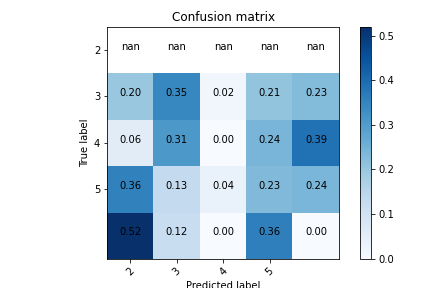 Confusion matrix
2 nan nan nan nan nan
3 0.20 0.35 0.02 0.21 0.23
4 0.06 0.31 0.00 0.24 0.39
5 0.36 0.13 0.04 0.23 0.24
0.52 0.12 0.00 0.36 0.00
2 3 4 5
True label
Predicted label
0.5
0.4
0.3
0.2
0.1
0.0